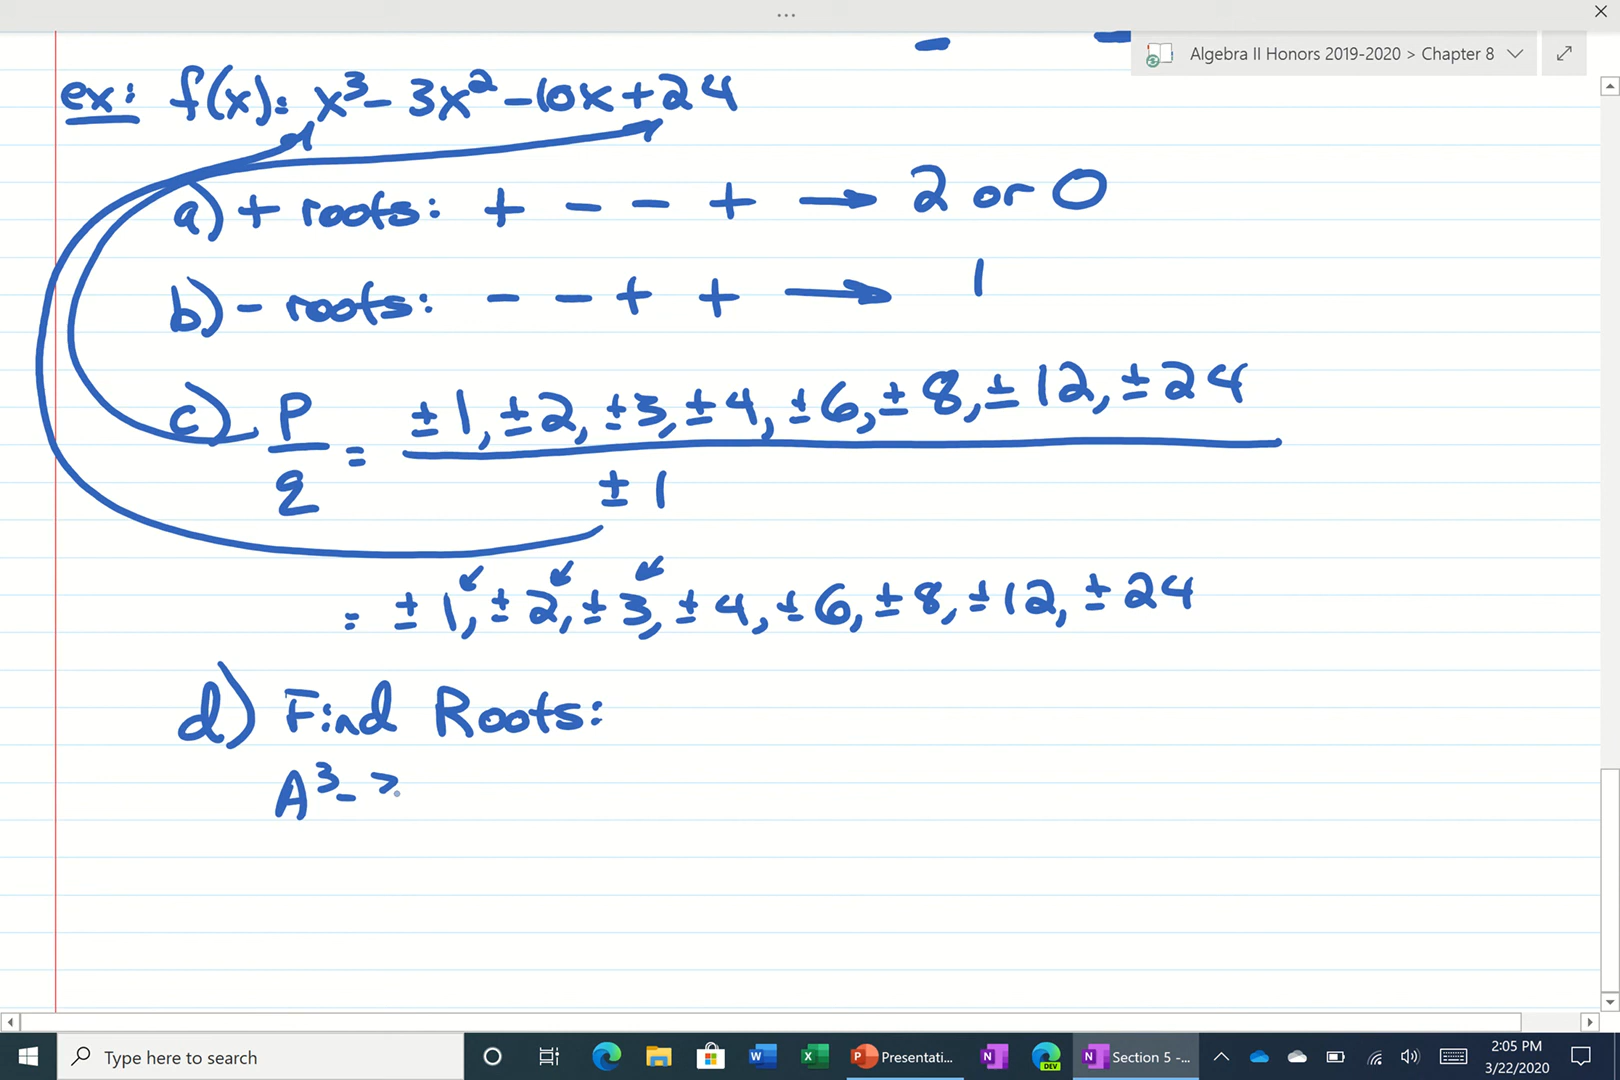 Algebra II Honors 2019-2020 > Chapter 8
ex: f(x)= x³ - 3x² - 10x + 24
a) + roots: + - - + → 2 or 0
b) - roots: - - + + → 1
c) P/q = ±1, ±2, ±3, ±4, ±6, ±8, ±12, ±24 / ±1
= ±1, ±2, ±3, ±4, ±6, ±8, ±12, ±24
d) Find Roots:
A³ -
Type here to search
Presentati...
DEV
Section 5 -...
2:05 PM
3/22/2020